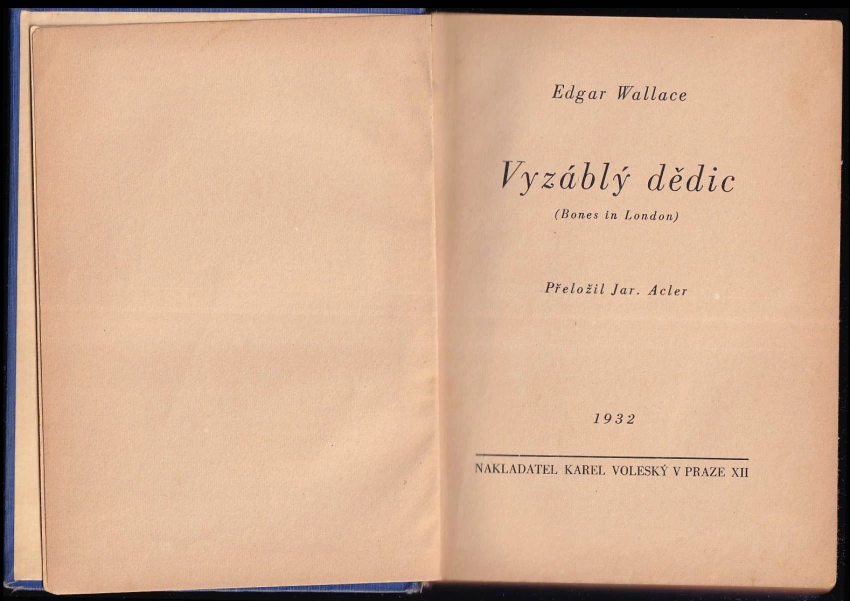 Edgar Wallace
Vyzáblý dědic
(Bones in London)
Přeložil Jar. Acler
1932
NAKLADATEL KAREL VOLESKÝ V PRAZE XII